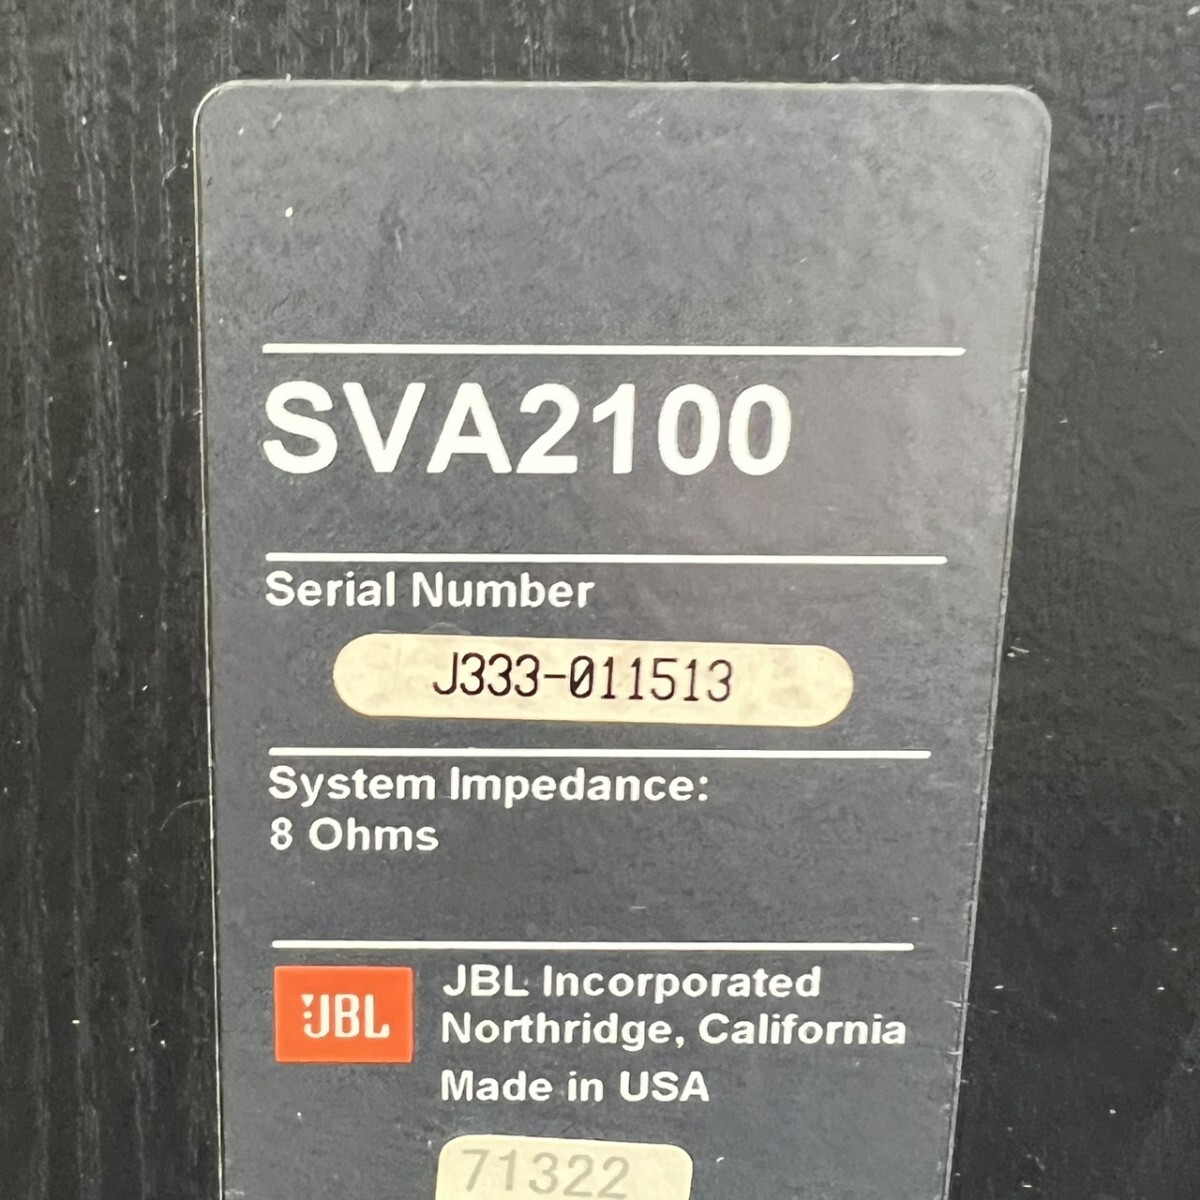 SVA2100
Serial Number
J333-011513
System Impedance:
8 Ohms
JBL
JBL Incorporated
Northridge, California
Made in USA
71322